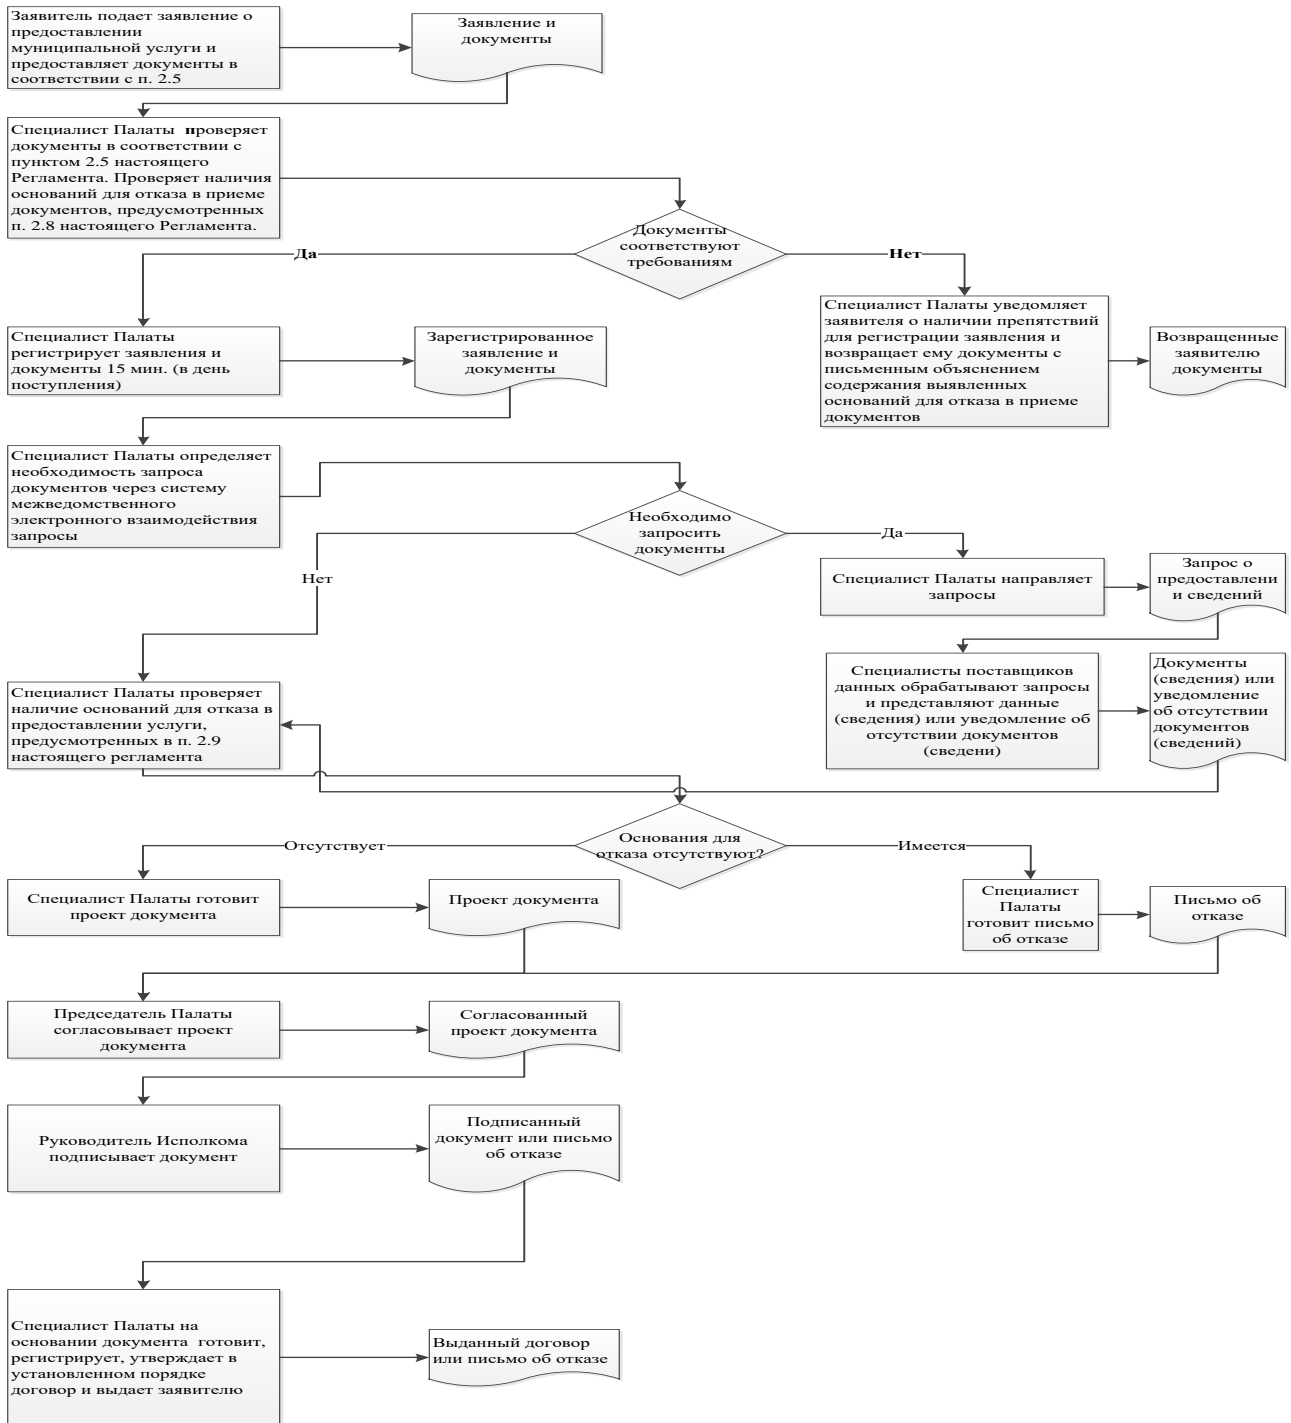 Заявитель подает заявление о
предоставлении
муниципальной услуги и
предоставляет документы в
соответствии с п. 2.5
Заявление и
документы
Специалист Палаты проверяет
документы в соответствии с
пунктом 2.5 настоящего
Регламента. Проверяет наличия
оснований для отказа в приеме
документов, предусмотренных
п. 2.8 настоящего Регламента.
Документы
соответствуют
требованиям
Да
Нет
Специалист Палаты
регистрирует заявления и
документы 15 мин. (в день
поступления)
Зарегистрированное
заявление и
документы
Специалист Палаты уведомляет
заявителя о наличии препятствий
для регистрации заявления и
возвращает ему документы с
письменным объяснением
содержания выявленных
оснований для отказа в приеме
документов
Возвращенные
заявителю
документы
Специалист Палаты определяет
необходимость запроса
документов через систему
межведомственного
электронного взаимодействия
запросы
Необходимо
запросить
документы
Да
Нет
Специалист Палаты направляет
запросы
Запрос о
предоставлени
и сведений
Специалисты поставщиков
данных обрабатывают запросы
и представляют данные
(сведения) или уведомление об
отсутствии документов
(сведени)
Документы
(сведения) или
уведомление
об отсутствии
документов
(сведений)
Специалист Палаты проверяет
наличие оснований для отказа в
предоставлении услуги,
предусмотренных в п. 2.9
настоящего регламента
Основания для
отказа отсутствуют?
Отсутствует
Имеется
Специалист Палаты готовит
проект документа
Проект документа
Специалист
Палаты
готовит письмо
об отказе
Письмо об
отказе
Председатель Палаты
согласовывает проект
документа
Согласованный
проект документа
Руководитель Исполкома
подписывает документ
Подписанный
документ или письмо
об отказе
Специалист Палаты на
основании документа готовит,
регистрирует, утверждает в
установленном порядке
договор и выдает заявителю
Выданный договор
или письмо об отказе